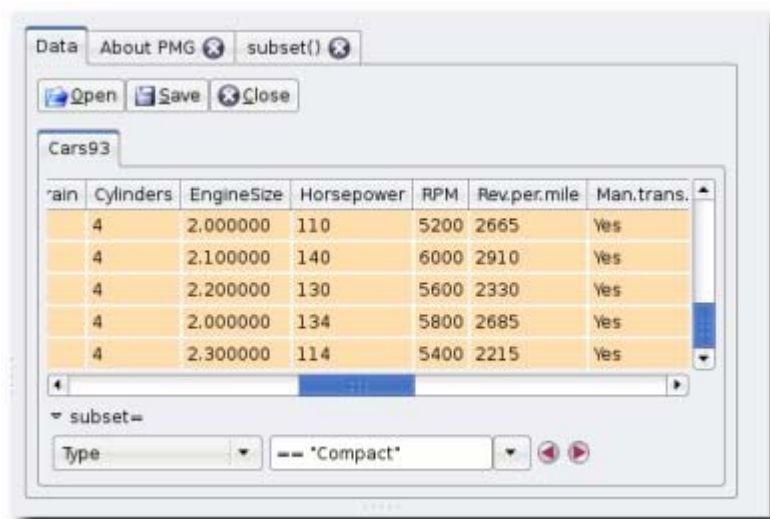 Data About PMG subset()
Open Save Close
Cars93
rain Cylinders EngineSize Horsepower RPM Rev.per.mile Man.trans.
4 2.000000 110 5200 2665 Yes
4 2.100000 140 6000 2910 Yes
4 2.200000 130 5600 2330 Yes
4 2.000000 134 5800 2685 Yes
4 2.300000 114 5400 2215 Yes
subset=
Type == "Compact"